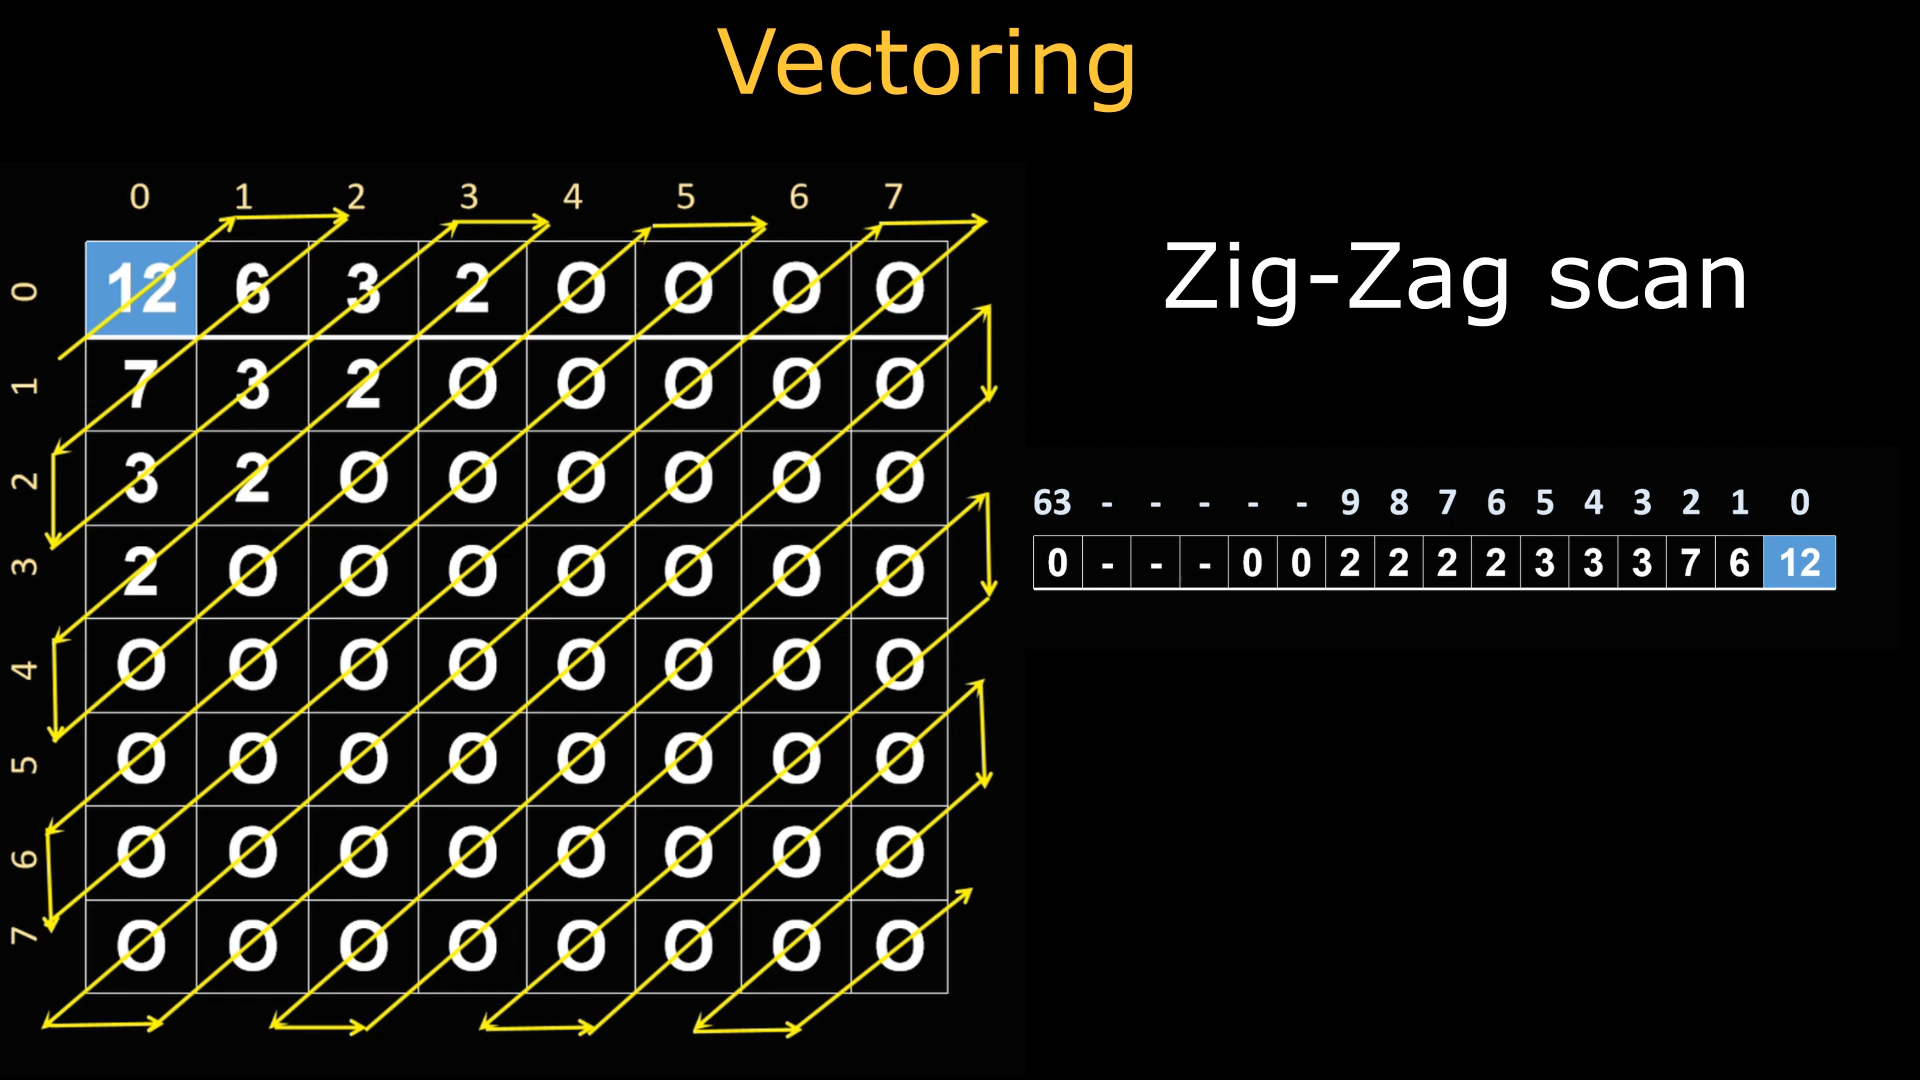 Vectoring
0 1 2 3 4 5 6 7
0 12 6 3 2 0 0 0 0
1 7 3 2 0 0 0 0 0
2 3 2 0 0 0 0 0 0
3 2 0 0 0 0 0 0 0
4 0 0 0 0 0 0 0 0
5 0 0 0 0 0 0 0 0
6 0 0 0 0 0 0 0 0
7 0 0 0 0 0 0 0 0
Zig-Zag scan
63 - - - - - 9 8 7 6 5 4 3 2 1 0
0 - - - 0 0 2 2 2 2 3 3 3 7 6 12